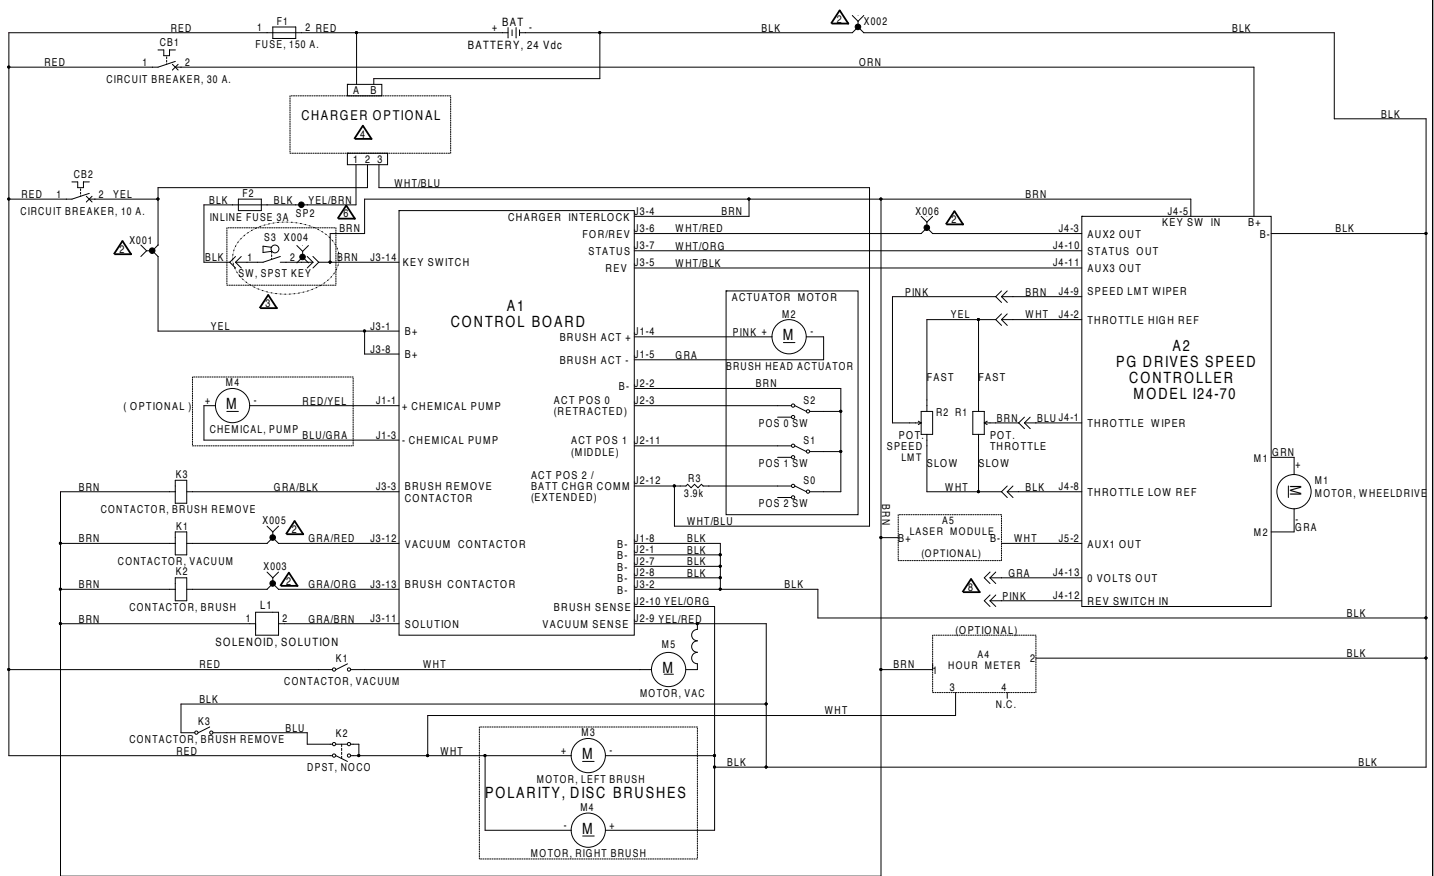 RED 1 F1 2 RED + BAT - BLK 2 X002 BLK
FUSE, 150 A. BATTERY, 24 Vdc
CB1
RED 1 2 ORN
CIRCUIT BREAKER, 30 A.
A B
CHARGER OPTIONAL
4
BLK
1 2 3
CB2
WHT/BLU
RED 1 2 YEL
CIRCUIT BREAKER, 10 A.
F2
BLK BLK YEL/BRN
INLINE FUSE 3A SP2 6
BRN
2 X001
BRN
S3 X004
BLK 1 2 BRN J3-14 KEY SWITCH
SW, SPST KEY
3
CHARGER INTERLOCK J3-4 BRN
FOR/REV J3-6 WHT/RED
STATUS J3-7 WHT/ORG
REV J3-5 WHT/BLK
X006 2
J4-5
KEY SW IN B+
J4-3 AUX2 OUT B- BLK
J4-10 STATUS OUT
J4-11 AUX3 OUT
PINK BRN J4-9 SPEED LMT WIPER
YEL WHT J4-2 THROTTLE HIGH REF
A1
CONTROL BOARD
YEL J3-1 B+
J3-8 B+
ACTUATOR MOTOR
M2
BRUSH ACT + J1-4 PINK + M -
BRUSH ACT - J1-5 GRA
BRUSH HEAD ACTUATOR
A2
PG DRIVES SPEED
CONTROLLER
MODEL I24-70
FAST FAST
M4
(OPTIONAL) + M - RED/YEL J1-1 + CHEMICAL PUMP
CHEMICAL, PUMP
BLU/GRA J1-3 - CHEMICAL PUMP
B- J2-2 BRN
ACT POS 0 J2-3 S2
(RETRACTED)
POS 0 SW
ACT POS 1 J2-11 S1
(MIDDLE)
POS 1 SW
ACT POS 2 /
BATT CHGR COMM J2-12 R3 S0
(EXTENDED) 3.9k
POS 2 SW
WHT/BLU
R2 R1 BRN BLU J4-1 THROTTLE WIPER
POT. POT.
SPEED THROTTLE
LMT
SLOW SLOW
WHT BLK J4-8 THROTTLE LOW REF
M1 GRN
+
M M1
MOTOR, WHEELDRIVE
-
M2 GRA
K3
BRN GRA/BLK J3-3 BRUSH REMOVE
CONTACTOR
CONTACTOR, BRUSH REMOVE
K1 X005 2
BRN GRA/RED J3-12 VACUUM CONTACTOR
CONTACTOR, VACUUM
K2 X003 2
BRN GRA/ORG J3-13 BRUSH CONTACTOR
CONTACTOR, BRUSH
L1
BRN 1 2 GRA/BRN J3-11 SOLUTION
SOLENOID, SOLUTION
B- J1-8 BLK
B- J2-1 BLK
B- J2-7 BLK
B- J2-8 BLK
B- J3-2 BLK
BRUSH SENSE J2-10 YEL/ORG
VACUUM SENSE J2-9 YEL/RED
BRN
A5
LASER MODULE
B+ B- WHT J5-2 AUX1 OUT
(OPTIONAL)
8 GRA J4-13 0 VOLTS OUT
PINK J4-12 REV SWITCH IN
BLK
(OPTIONAL)
A4
HOUR METER
BRN 1 2 BLK
3 4
N.C.
RED K1 WHT M5 M
CONTACTOR, VACUUM
MOTOR, VAC
BLK
WHT
K3 BLU K2
CONTACTOR, BRUSH REMOVE
RED
DPST, NOCO
WHT
M3
+ M -
MOTOR, LEFT BRUSH
POLARITY, DISC BRUSHES
M4
- M +
MOTOR, RIGHT BRUSH
BLK BLK